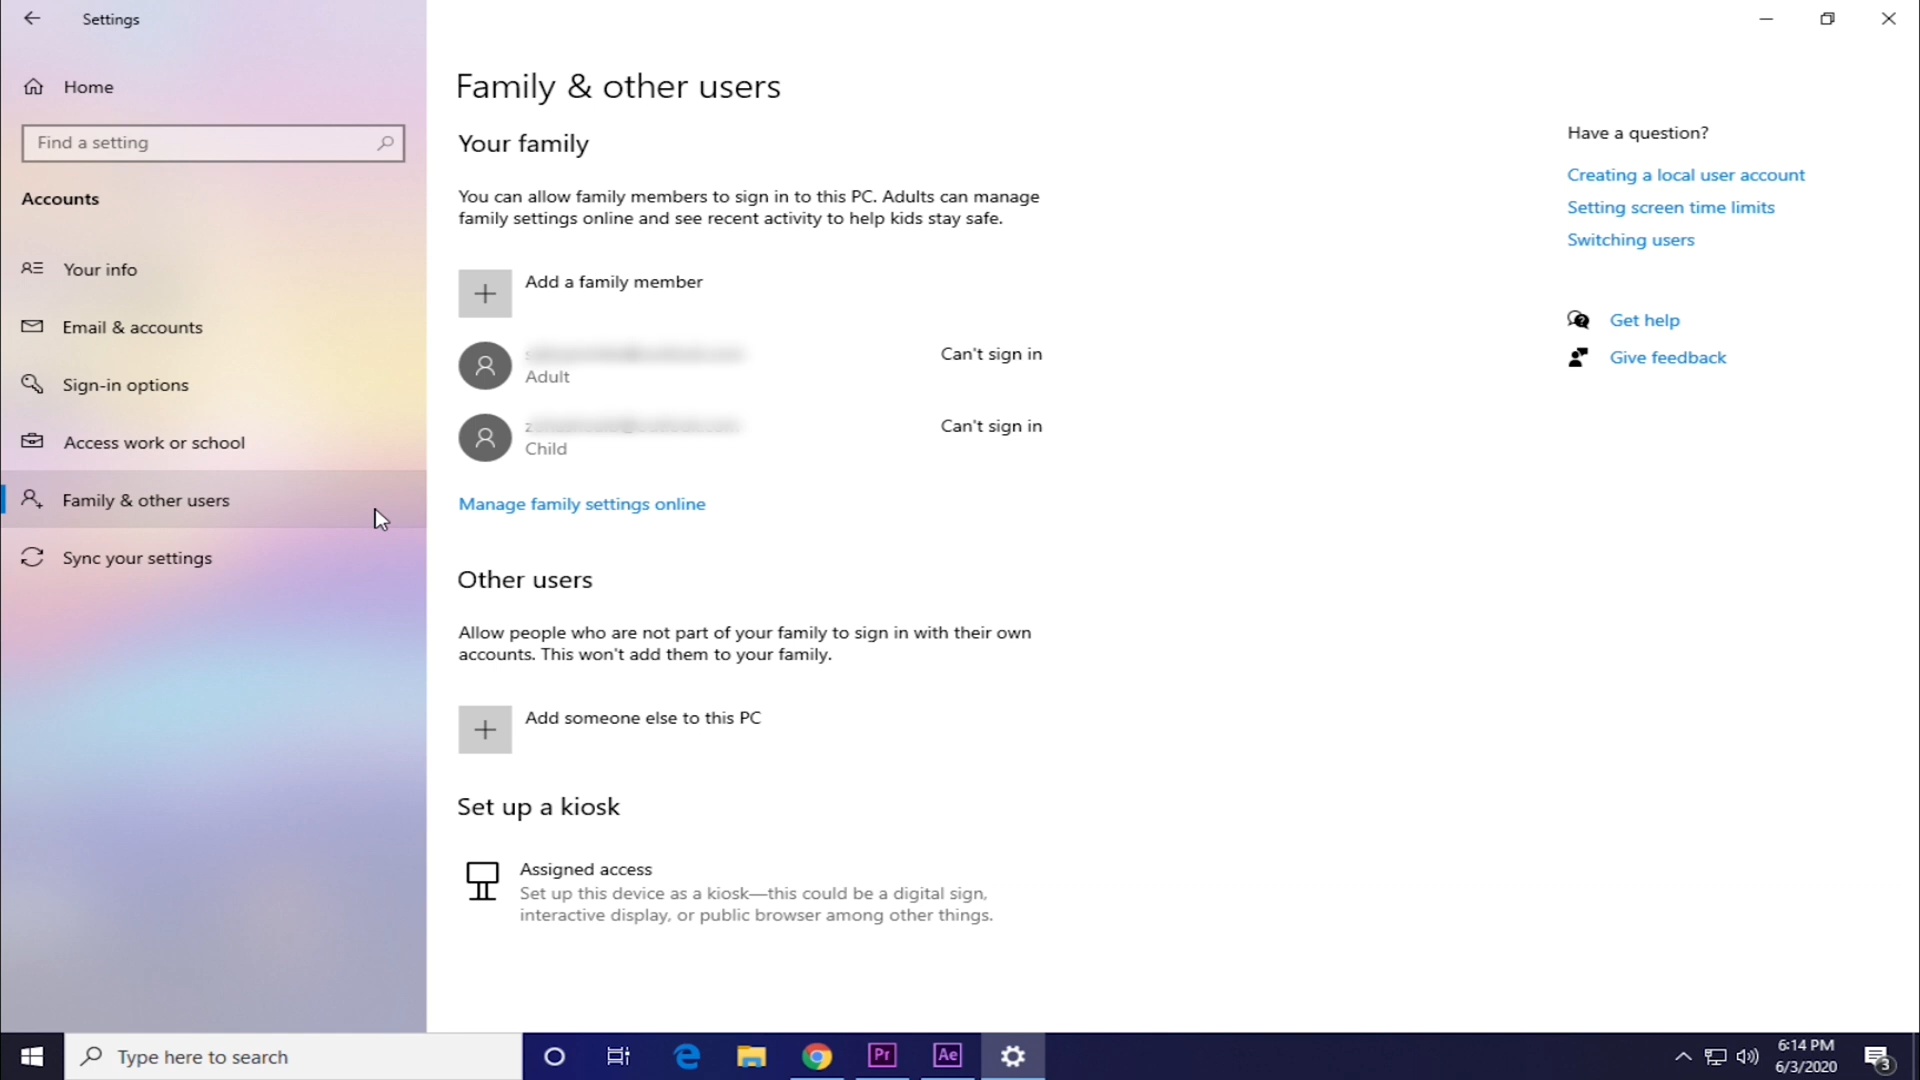 Settings
Home
Find a setting
Accounts
Your info
Email & accounts
Sign-in options
Access work or school
Family & other users
Sync your settings
Family & other users
Your family
You can allow family members to sign in to this PC. Adults can manage
family settings online and see recent activity to help kids stay safe.
Add a family member
Can't sign in
Adult
Can't sign in
Child
Manage family settings online
Other users
Allow people who are not part of your family to sign in with their own
accounts. This won't add them to your family.
Add someone else to this PC
Set up a kiosk
Assigned access
Set up this device as a kiosk—this could be a digital sign,
interactive display, or public browser among other things.
Have a question?
Creating a local user account
Setting screen time limits
Switching users
Get help
Give feedback
Type here to search
Pr
Ae
6:14 PM
6/3/2020
3